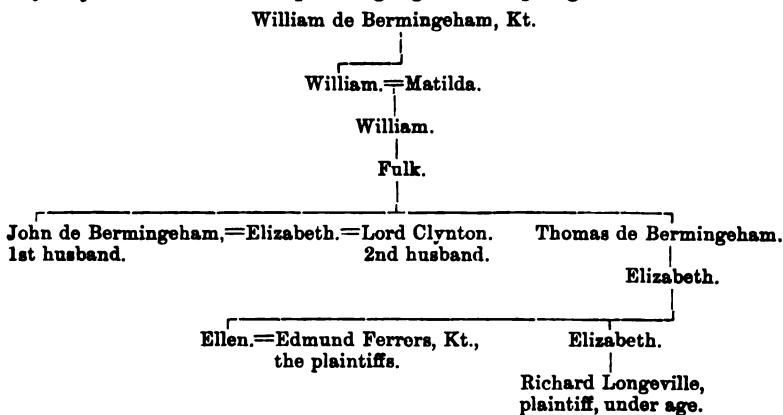 William de Bermingeham, Kt.
William.=Matilda.
William.
Fulk.
John de Bermingeham,=Elizabeth.=Lord Clynton. Thomas de Bermingeham.
1st husband. 2nd husband.
Elizabeth.
Ellen.=Edmund Ferrors, Kt., Elizabeth.
the plaintiffs.
Richard Longeville,
plaintiff, under age.